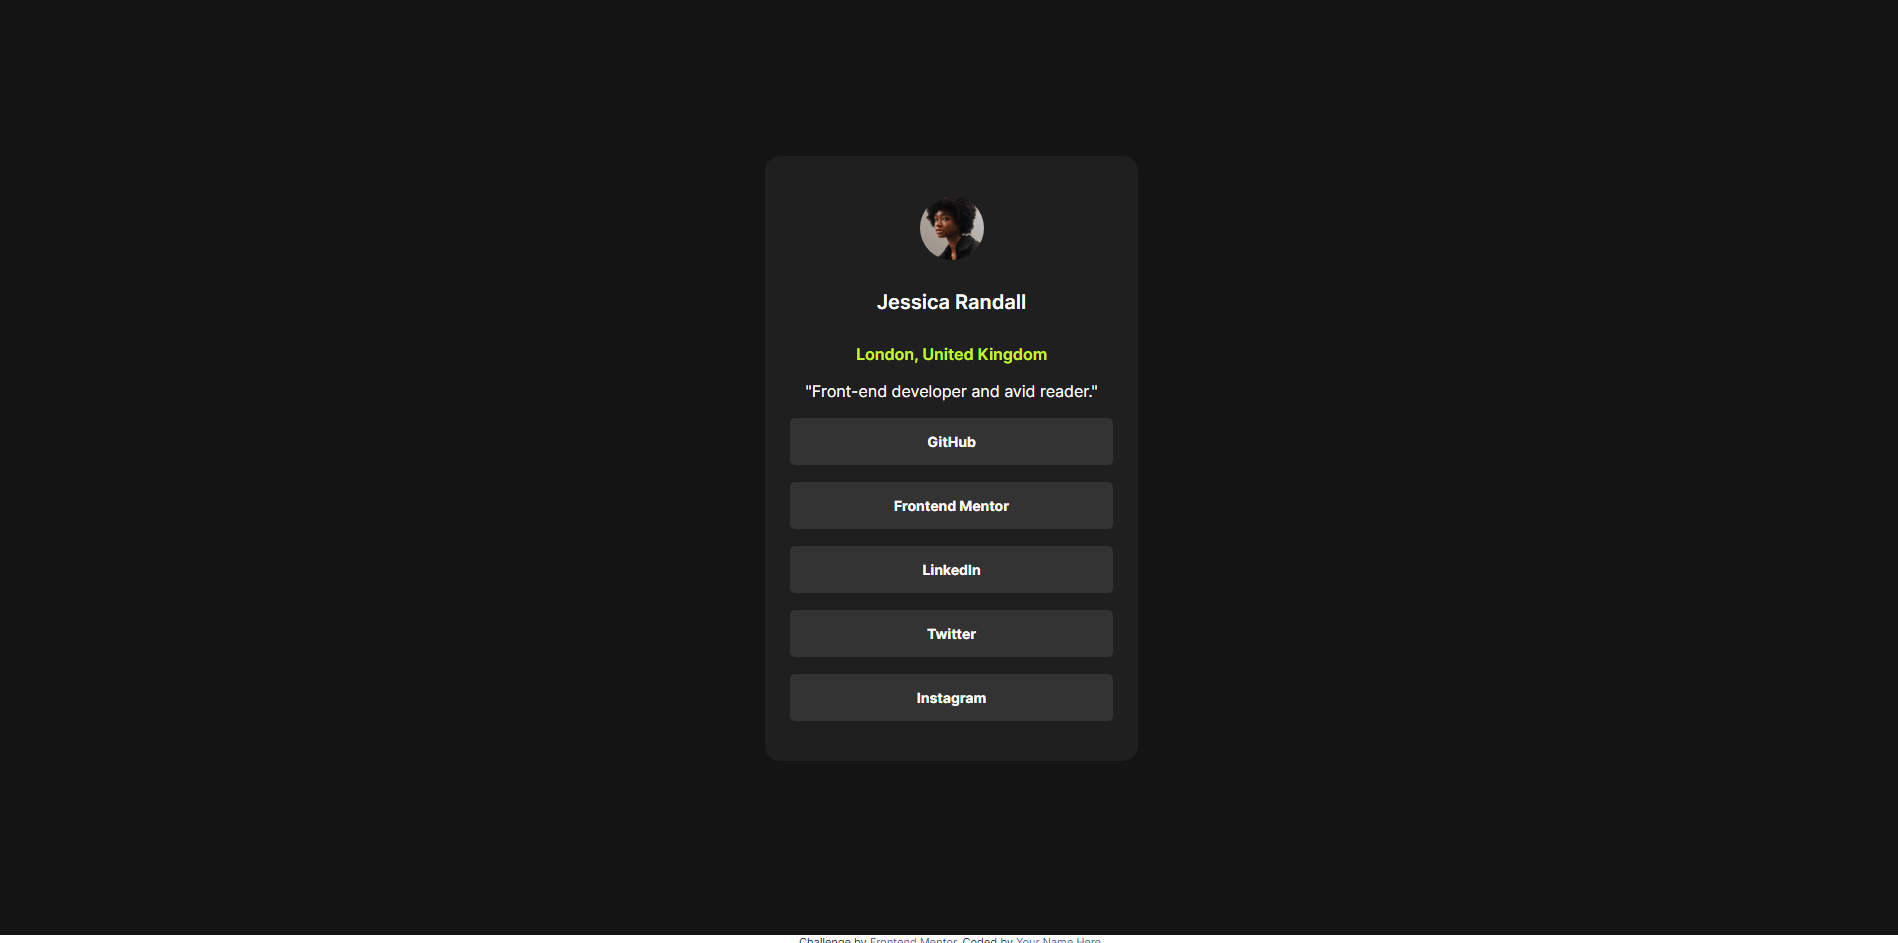 Jessica Randall
London, United Kingdom
"Front-end developer and avid reader."
GitHub
Frontend Mentor
LinkedIn
Twitter
Instagram
Challenge by Frontend Mentor. Coded by Your Name Here.